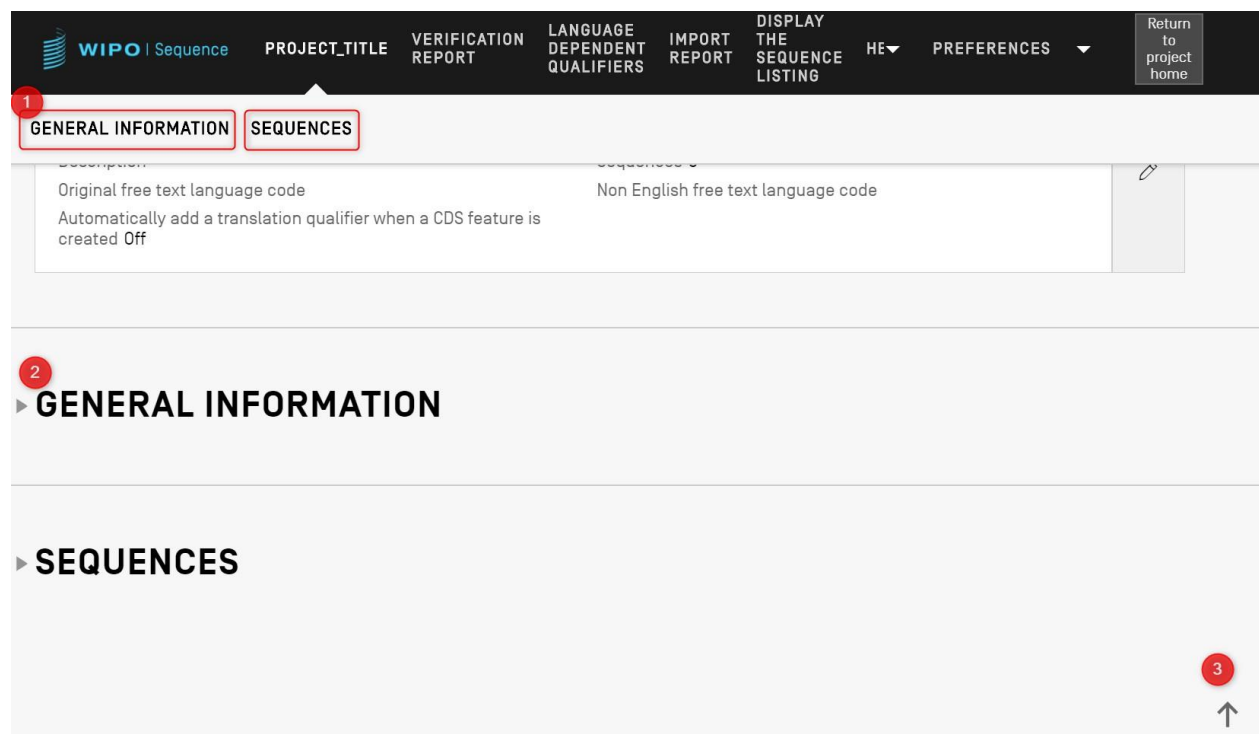 WIPO | Sequence
PROJECT_TITLE
VERIFICATION
REPORT
LANGUAGE
DEPENDENT
QUALIFIERS
IMPORT
REPORT
DISPLAY
THE
SEQUENCE
LISTING
HE
PREFERENCES
Return
to
project
home
1
GENERAL INFORMATION
SEQUENCES
Original free text language code
Non English free text language code
Automatically add a translation qualifier when a CDS feature is
created Off
2
GENERAL INFORMATION
SEQUENCES
3